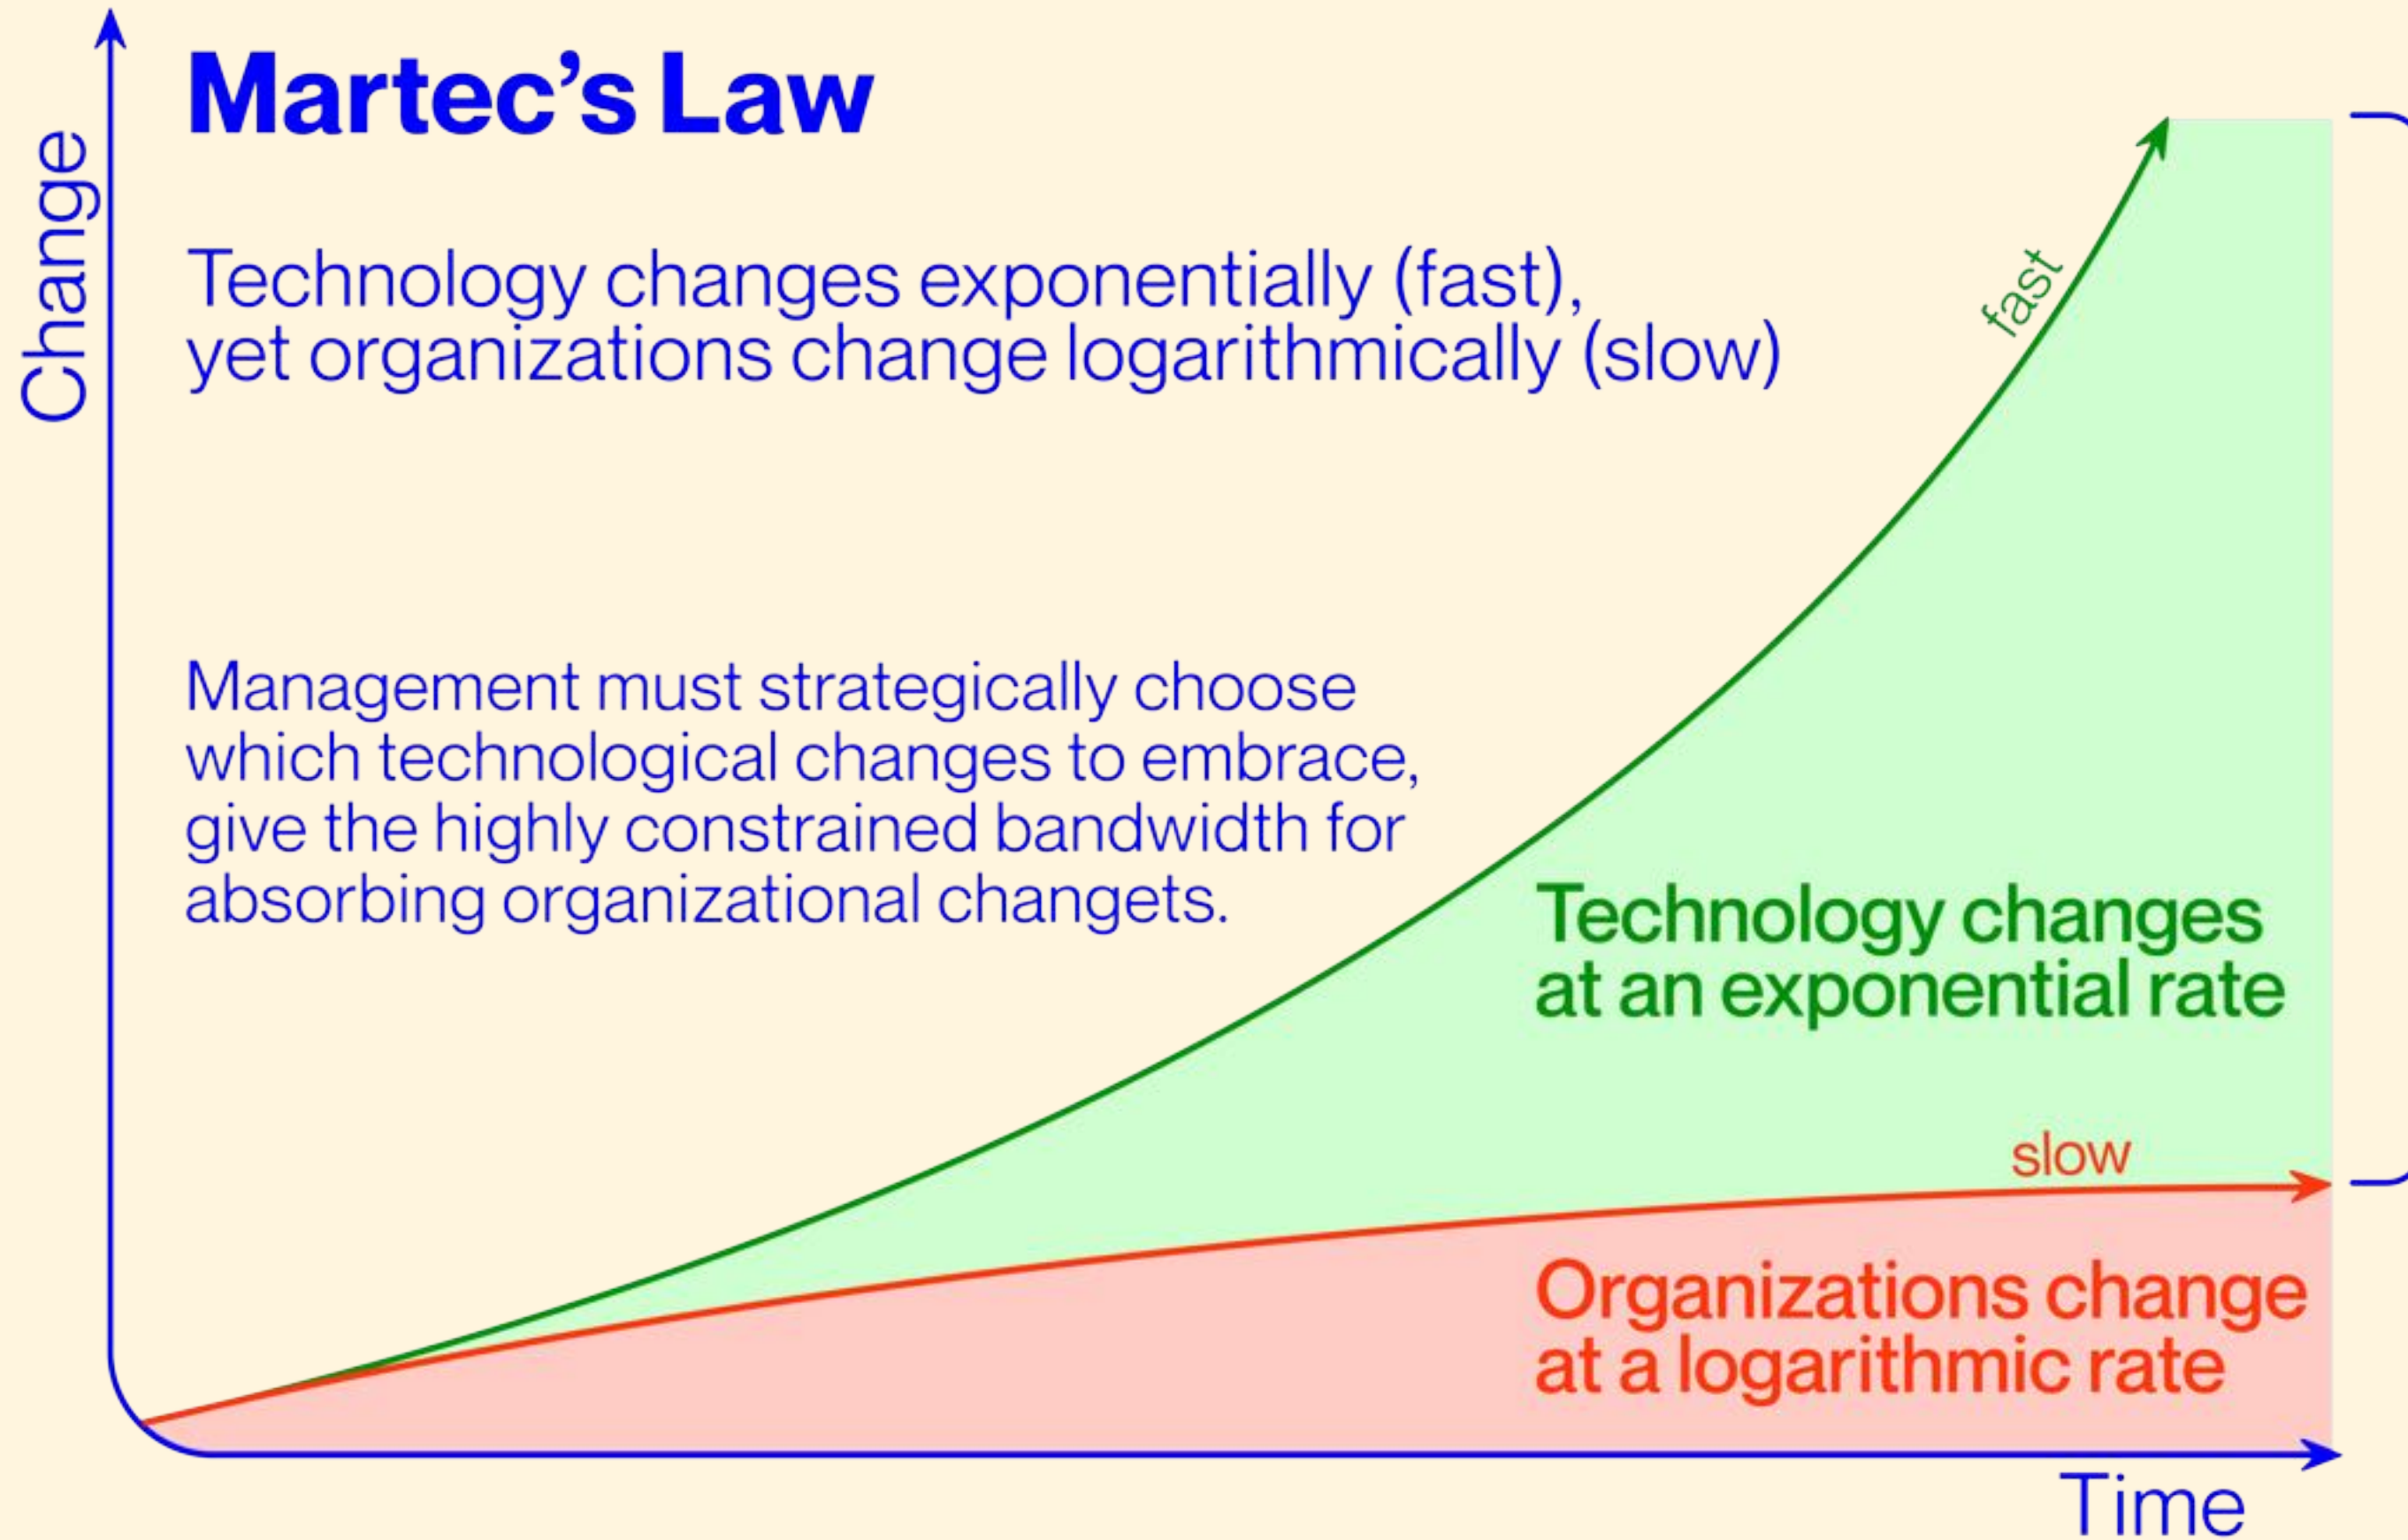 Martec’s Law
Change
Technology changes exponentially (fast),
yet organizations change logarithmically (slow)
fast
Management must strategically choose
which technological changes to embrace,
give the highly constrained bandwidth for
absorbing organizational changets.
Technology changes
at an exponential rate
slow
Organizations change
at a logarithmic rate
Time